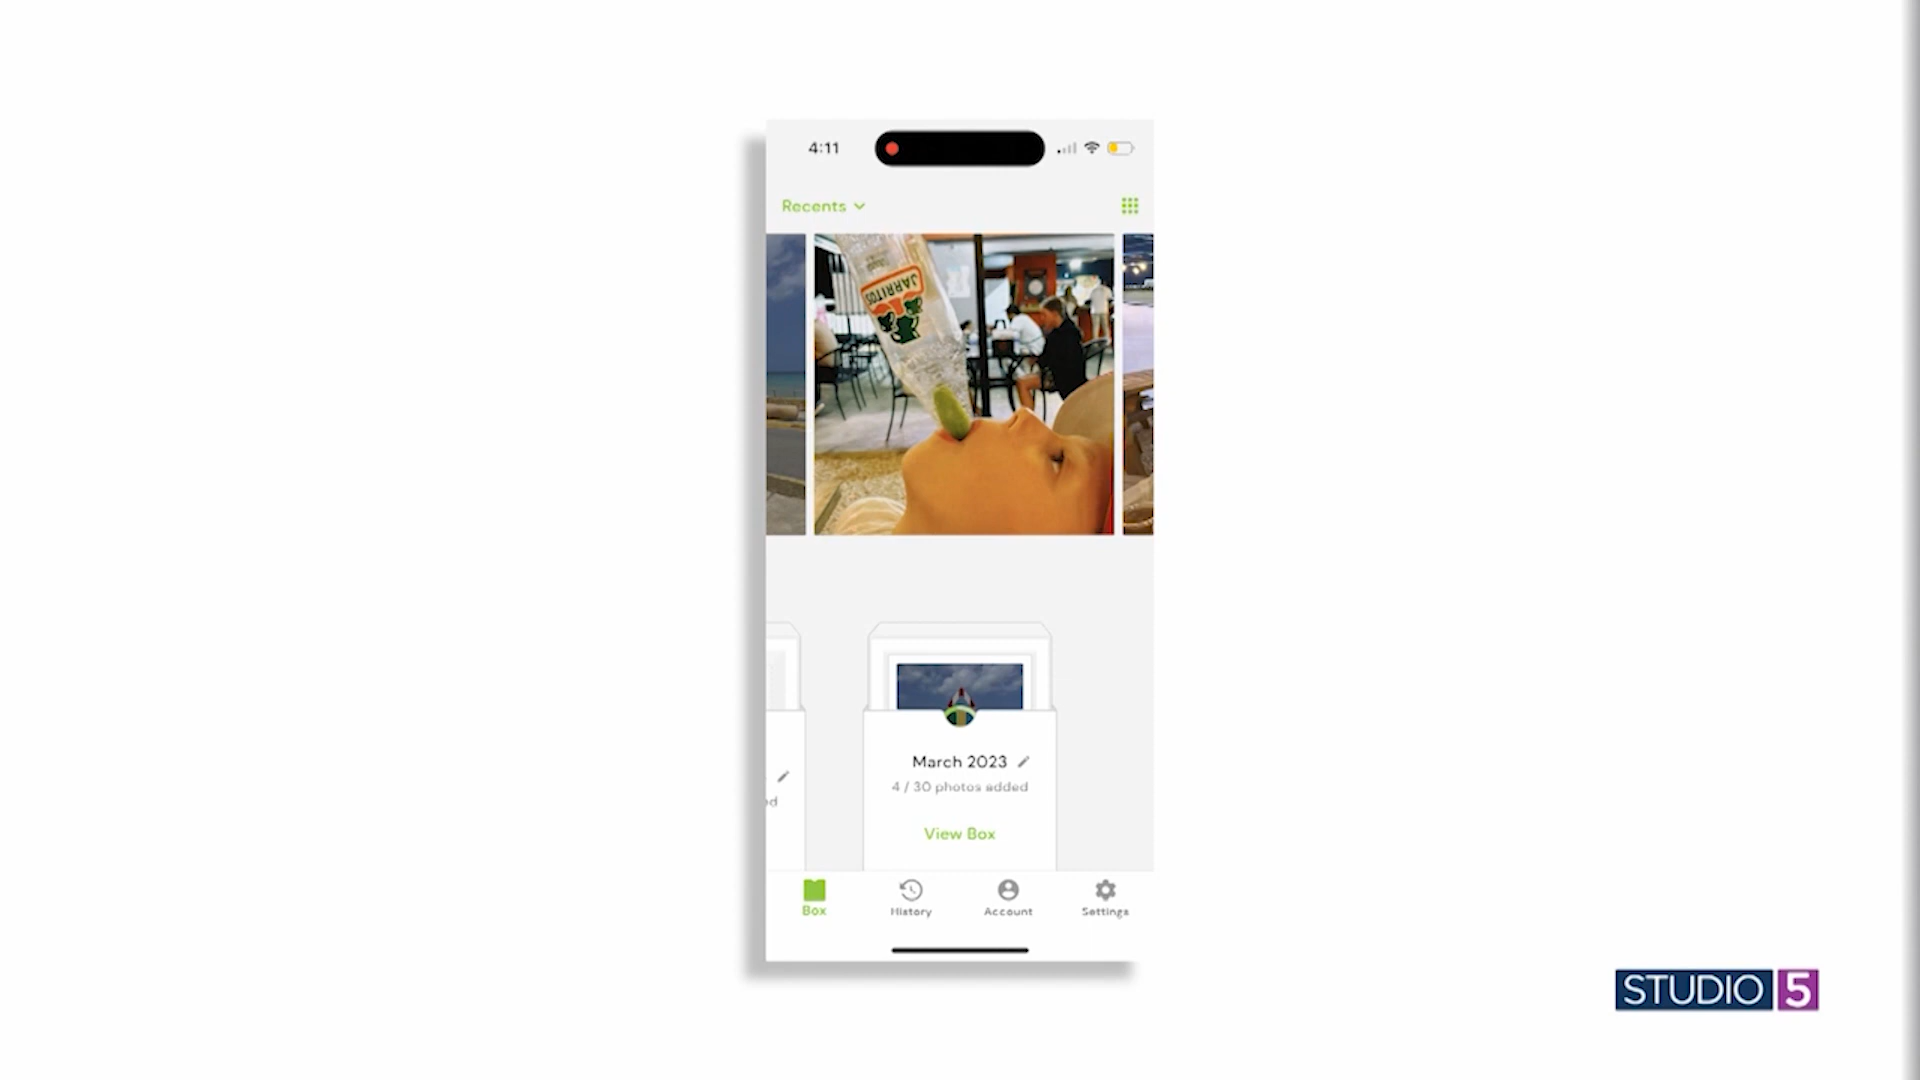 4:11
Recents
JARRITOS
March 2023
4 / 30 photos added
View Box
Box
History
Account
Settings
STUDIO 5